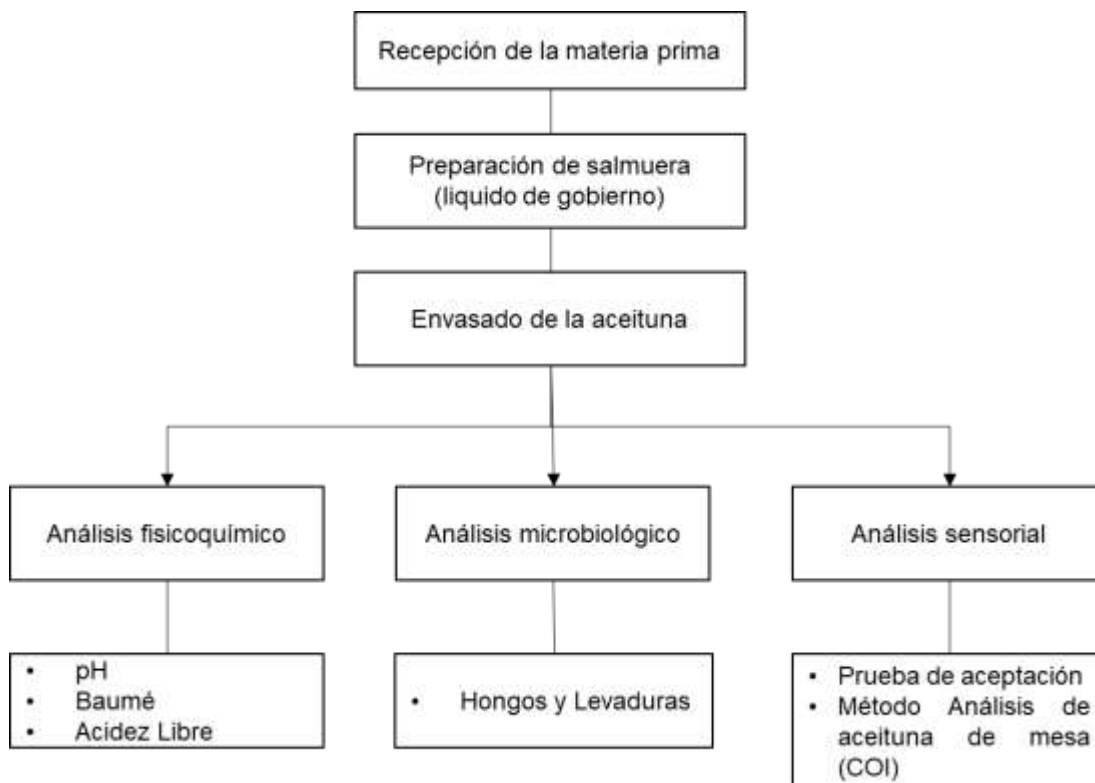 Recepción de la materia prima
Preparación de salmuera
(liquido de gobierno)
Envasado de la aceituna
Análisis fisicoquímico
Análisis microbiológico
Análisis sensorial
• pH
• Baumé
• Acidez Libre
• Hongos y Levaduras
• Prueba de aceptación
• Método Análisis de
aceituna de mesa
(COI)